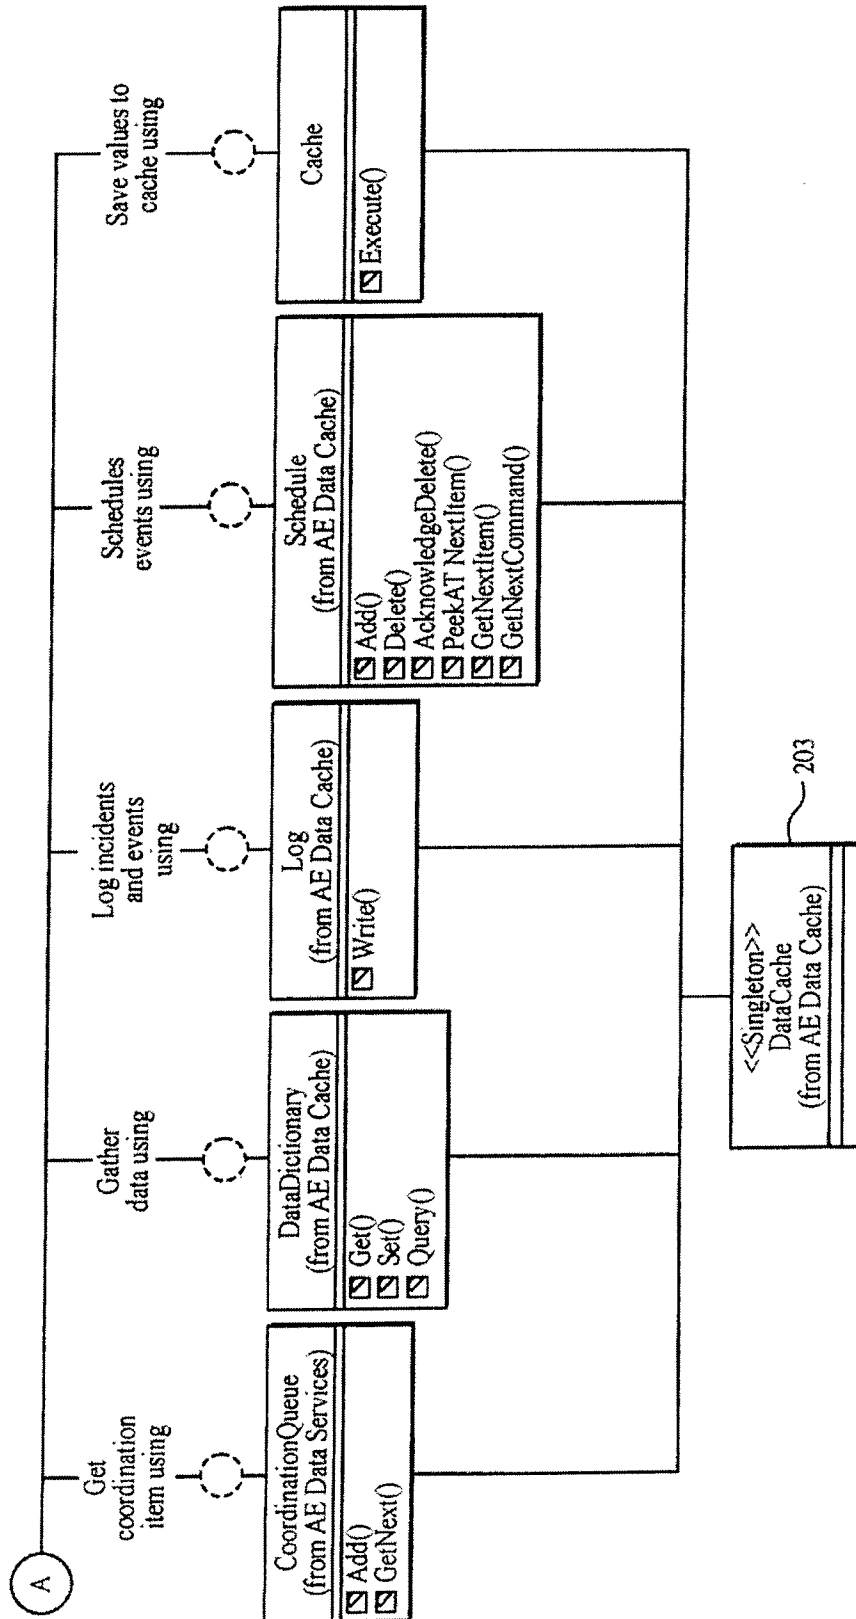 A
Get
coordination
item using
Gather
data using
Log incidents
and events
using
Schedules
events using
Save values to
cache using
CoordinationQueue
(from AE Data Services)
Add()
GetNext()
DataDictionary
(from AE Data Cache)
Get()
Set()
Query()
Log
(from AE Data Cache)
Write()
Schedule
(from AE Data Cache)
Add()
Delete()
AcknowledgeDelete()
PeekAT NextItem()
GetNextItem()
GetNextCommand()
Cache
Execute()
<<Singleton>>
DataCache
(from AE Data Cache)
203